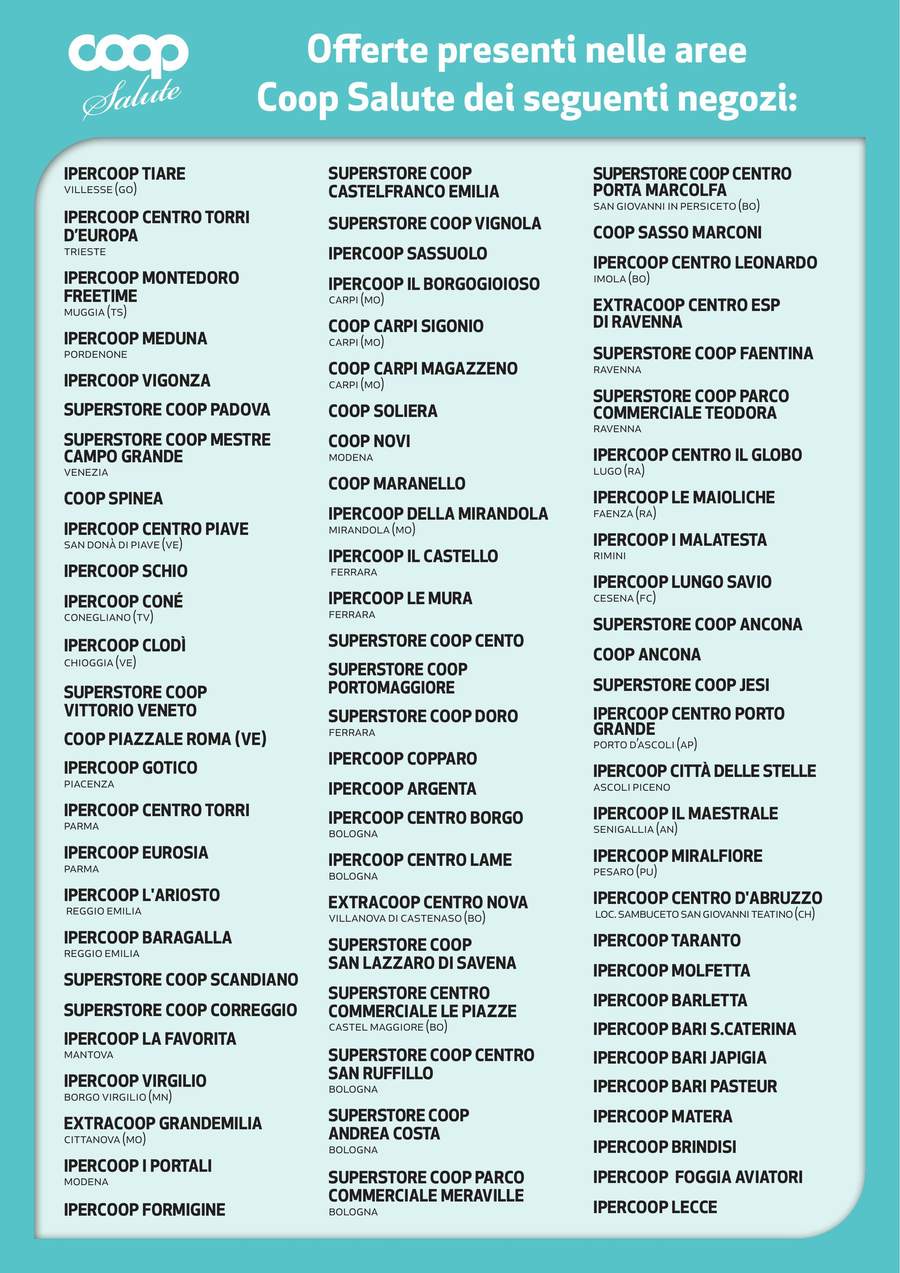 coop
Salute
Offerte presenti nelle aree
Coop Salute dei seguenti negozi:
IPERCOOP TIARE
VILLESSE (GO)
IPERCOOP CENTRO TORRI
D'EUROPA
TRIESTE
IPERCOOP MONTEDORO
FREETIME
MUGGIA (TS)
IPERCOOP MEDUNA
PORDENONE
IPERCOOP VIGONZA
SUPERSTORE COOP PADOVA
SUPERSTORE COOP MESTRE
CAMPO GRANDE
VENEZIA
COOP SPINEA
IPERCOOP CENTRO PIAVE
SAN DONÀ DI PIAVE (VE)
IPERCOOP SCHIO
IPERCOOP CONÉ
CONEGLIANO (TV)
IPERCOOP CLODÌ
CHIOGGIA (VE)
SUPERSTORE COOP
VITTORIO VENETO
COOP PIAZZALE ROMA (VE)
IPERCOOP GOTICO
PIACENZA
IPERCOOP CENTRO TORRI
PARMA
IPERCOOP EUROSIA
PARMA
IPERCOOP L'ARIOSTO
REGGIO EMILIA
IPERCOOP BARAGALLA
REGGIO EMILIA
SUPERSTORE COOP SCANDIANO
SUPERSTORE COOP CORREGGIO
IPERCOOP LA FAVORITA
MANTOVA
IPERCOOP VIRGILIO
BORGO VIRGILIO (MN)
EXTRACOOP GRANDEMILIA
CITTANOVA (MO)
IPERCOOP I PORTALI
MODENA
IPERCOOP FORMIGINE
SUPERSTORE COOP
CASTELFRANCO EMILIA
SUPERSTORE COOP VIGNOLA
IPERCOOP SASSUOLO
IPERCOOP IL BORGOGIOIOSO
CARPI (MO)
COOP CARPI SIGONIO
CARPI (MO)
COOP CARPI MAGAZZENO
CARPI (MO)
COOP SOLIERA
COOP NOVI
MODENA
COOP MARANELLO
IPERCOOP DELLA MIRANDOLA
MIRANDOLA (MO)
IPERCOOP IL CASTELLO
FERRARA
IPERCOOP LE MURA
FERRARA
SUPERSTORE COOP CENTO
SUPERSTORE COOP
PORTOMAGGIORE
SUPERSTORE COOP DORO
FERRARA
IPERCOOP COPPARO
IPERCOOP ARGENTA
IPERCOOP CENTRO BORGO
BOLOGNA
IPERCOOP CENTRO LAME
BOLOGNA
EXTRACOOP CENTRO NOVA
VILLANOVA DI CASTENASO (BO)
SUPERSTORE COOP
SAN LAZZARO DI SAVENA
SUPERSTORE CENTRO
COMMERCIALE LE PIAZZE
CASTEL MAGGIORE (BO)
SUPERSTORE COOP CENTRO
SAN RUFFILLO
BOLOGNA
SUPERSTORE COOP
ANDREA COSTA
BOLOGNA
SUPERSTORE COOP PARCO
COMMERCIALE MERAVILLE
BOLOGNA
SUPERSTORE COOP CENTRO
PORTA MARCOLFA
SAN GIOVANNI IN PERSICETO (BO)
COOP SASSO MARCONI
IPERCOOP CENTRO LEONARDO
IMOLA (BO)
EXTRACOOP CENTRO ESP
DI RAVENNA
SUPERSTORE COOP FAENTINA
RAVENNA
SUPERSTORE COOP PARCO
COMMERCIALE TEODORA
RAVENNA
IPERCOOP CENTRO IL GLOBO
LUGO (RA)
IPERCOOP LE MAIOLICHE
FAENZA (RA)
IPERCOOP I MALATESTA
RIMINI
IPERCOOP LUNGO SAVIO
CESENA (FC)
SUPERSTORE COOP ANCONA
COOP ANCONA
SUPERSTORE COOP JESI
IPERCOOP CENTRO PORTO
GRANDE
PORTO D'ASCOLI (AP)
IPERCOOP CITTÀ DELLE STELLE
ASCOLI PICENO
IPERCOOP IL MAESTRALE
SENIGALLIA (AN)
IPERCOOP MIRALFIORE
PESARO (PU)
IPERCOOP CENTRO D'ABRUZZO
LOC. SAMBUCETO SAN GIOVANNI TEATINO (CH)
IPERCOOP TARANTO
IPERCOOP MOLFETTA
IPERCOOP BARLETTA
IPERCOOP BARI S.CATERINA
IPERCOOP BARI JAPIGIA
IPERCOOP BARI PASTEUR
IPERCOOP MATERA
IPERCOOP BRINDISI
IPERCOOP FOGGIA AVIATORI
IPERCOOP LECCE